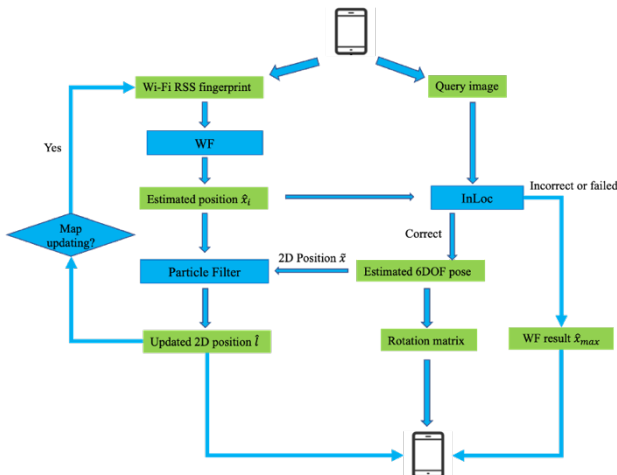 Wi-Fi RSS fingerprint
Query image
Yes
WF
Incorrect or failed
Estimated position x̂ᵢ
InLoc
Map
updating?
Correct
2D Position x̄
Particle Filter
Estimated 6DOF pose
Updated 2D position l̂
Rotation matrix
WF result x̂ₘₐₓ